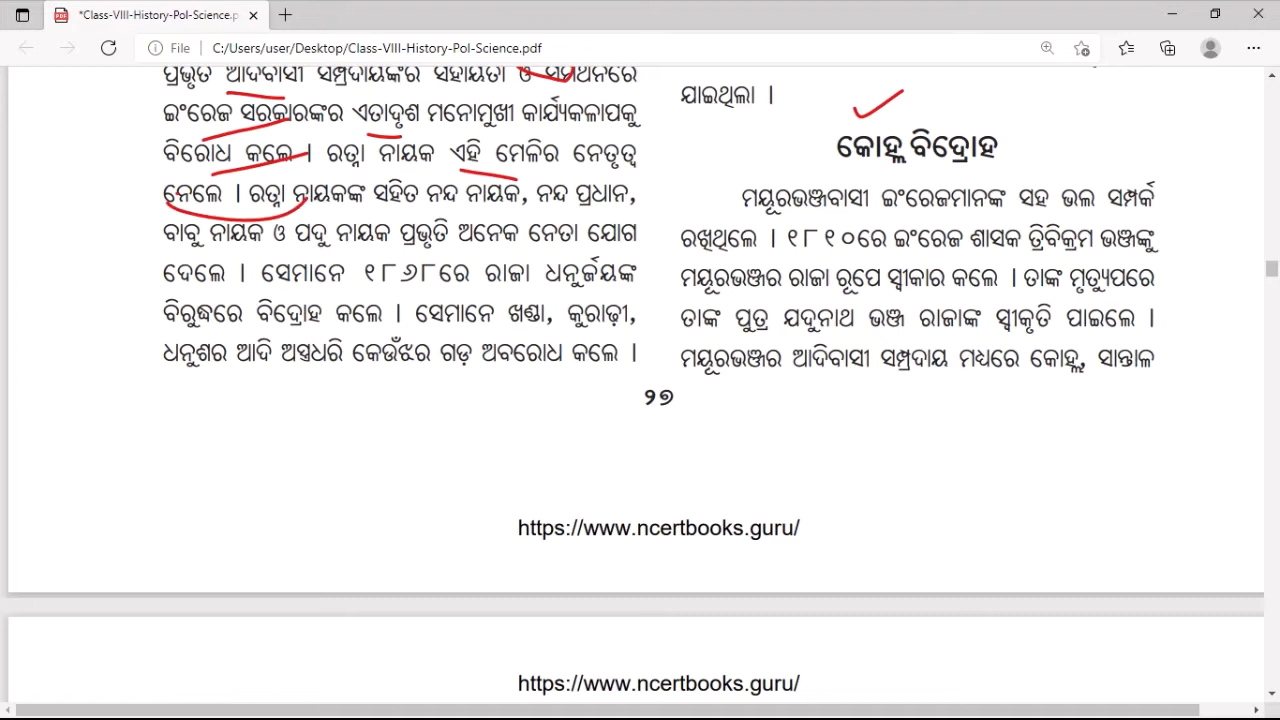 *Class-VIII-History-Pol-Science.p
File
C:/Users/user/Desktop/Class-VIII-History-Pol-Science.pdf
ପ୍ରଭୃତି ଆଦିବାସୀ ସମ୍ପ୍ରଦାୟଙ୍କର ସହାୟତା ଓ ସମର୍ଥନରେ
ଇଂରେଜ ସରକାରଙ୍କର ଏତାଦୃଶ ମନୋମୁଖୀ କାର୍ଯ୍ୟକଳାପକୁ
ବିରୋଧ କଲେ । ରତ୍ନା ନାୟକ ଏହି ମେଳିର ନେତୃତ୍ୱ
ନେଲେ । ରତ୍ନା ନାୟକଙ୍କ ସହିତ ନନ୍ଦ ନାୟକ, ନନ୍ଦ ପ୍ରଧାନ,
ବାବୁ ନାୟକ ଓ ପଦୁ ନାୟକ ପ୍ରଭୃତି ଅନେକ ନେତା ଯୋଗ
ଦେଲେ । ସେମାନେ ୧୮୬୮ରେ ରାଜା ଧନୁର୍ଜୟଙ୍କ
ବିରୁଦ୍ଧରେ ବିଦ୍ରୋହ କଲେ । ସେମାନେ ଖଣ୍ଡା, କୁରାଢ଼ୀ,
ଧନୁଶର ଆଦି ଅସ୍ତ୍ରଧରି କେଉଁଝର ଗଡ଼ ଅବରୋଧ କଲେ ।
ଯାଇଥିଲା ।
କୋହ୍ଲ ବିଦ୍ରୋହ
ମୟୂରଭଞ୍ଜବାସୀ ଇଂରେଜମାନଙ୍କ ସହ ଭଲ ସମ୍ପର୍କ
ରଖିଥିଲେ । ୧୮୧୦ରେ ଇଂରେଜ ଶାସକ ତ୍ରିବିକ୍ରମ ଭଞ୍ଜଙ୍କୁ
ମୟୂରଭଞ୍ଜର ରାଜା ରୂପେ ସ୍ୱୀକାର କଲେ । ତାଙ୍କ ମୃତ୍ୟୁପରେ
ତାଙ୍କ ପୁତ୍ର ଯଦୁନାଥ ଭଞ୍ଜ ରାଜାଙ୍କ ସ୍ୱୀକୃତି ପାଇଲେ ।
ମୟୂରଭଞ୍ଜର ଆଦିବାସୀ ସମ୍ପ୍ରଦାୟ ମଧ୍ୟରେ କୋହ୍ଲ, ସାନ୍ତାଳ
୨୭
https://www.ncertbooks.guru/
https://www.ncertbooks.guru/